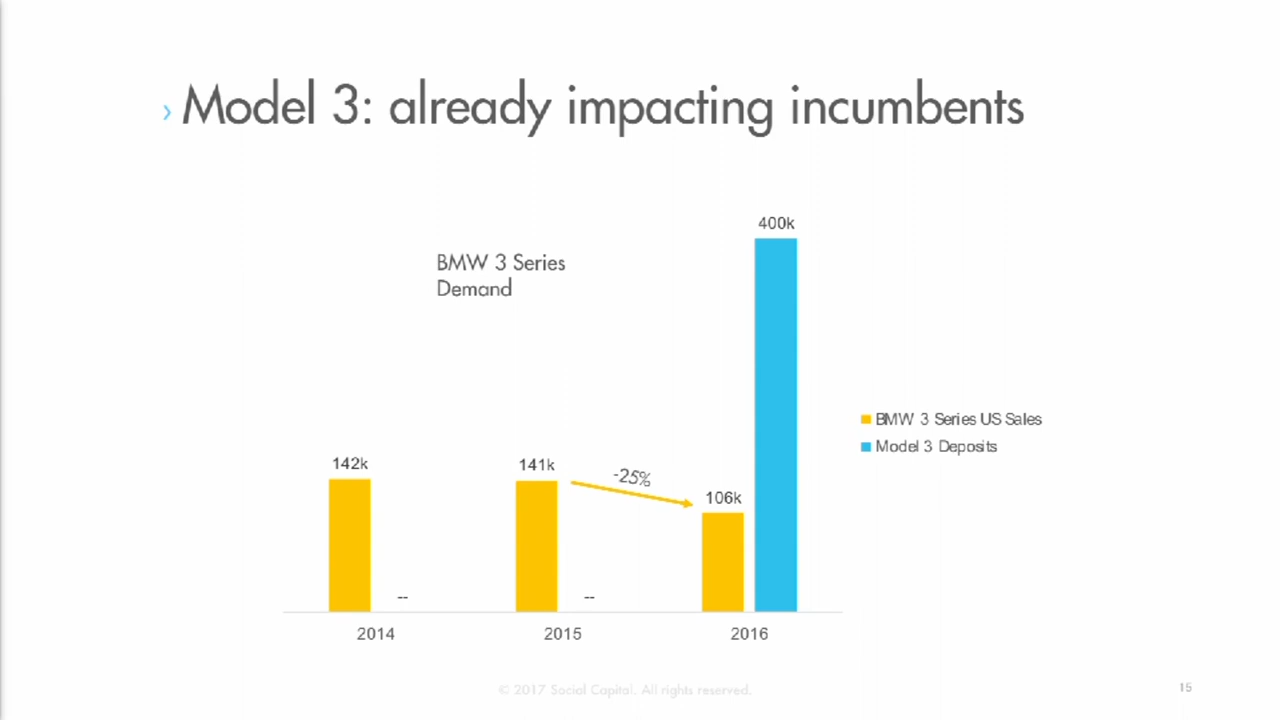 › Model 3: already impacting incumbents
400k
BMW 3 Series
Demand
BMW 3 Series US Sales
Model 3 Deposits
142k
141k
-25%
106k
--
--
2014
2015
2016
© 2017 Social Capital. All rights reserved.
15